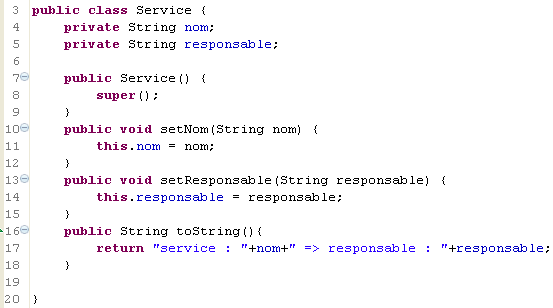 3 public class Service {
4 private String nom;
5 private String responsable;
6
7 public Service() {
8 super();
9 }
10 public void setNom(String nom) {
11 this.nom = nom;
12 }
13 public void setResponsable(String responsable) {
14 this.responsable = responsable;
15 }
16 public String toString(){
17 return "service : "+nom+" => responsable : "+responsable;
18 }
19
20 }